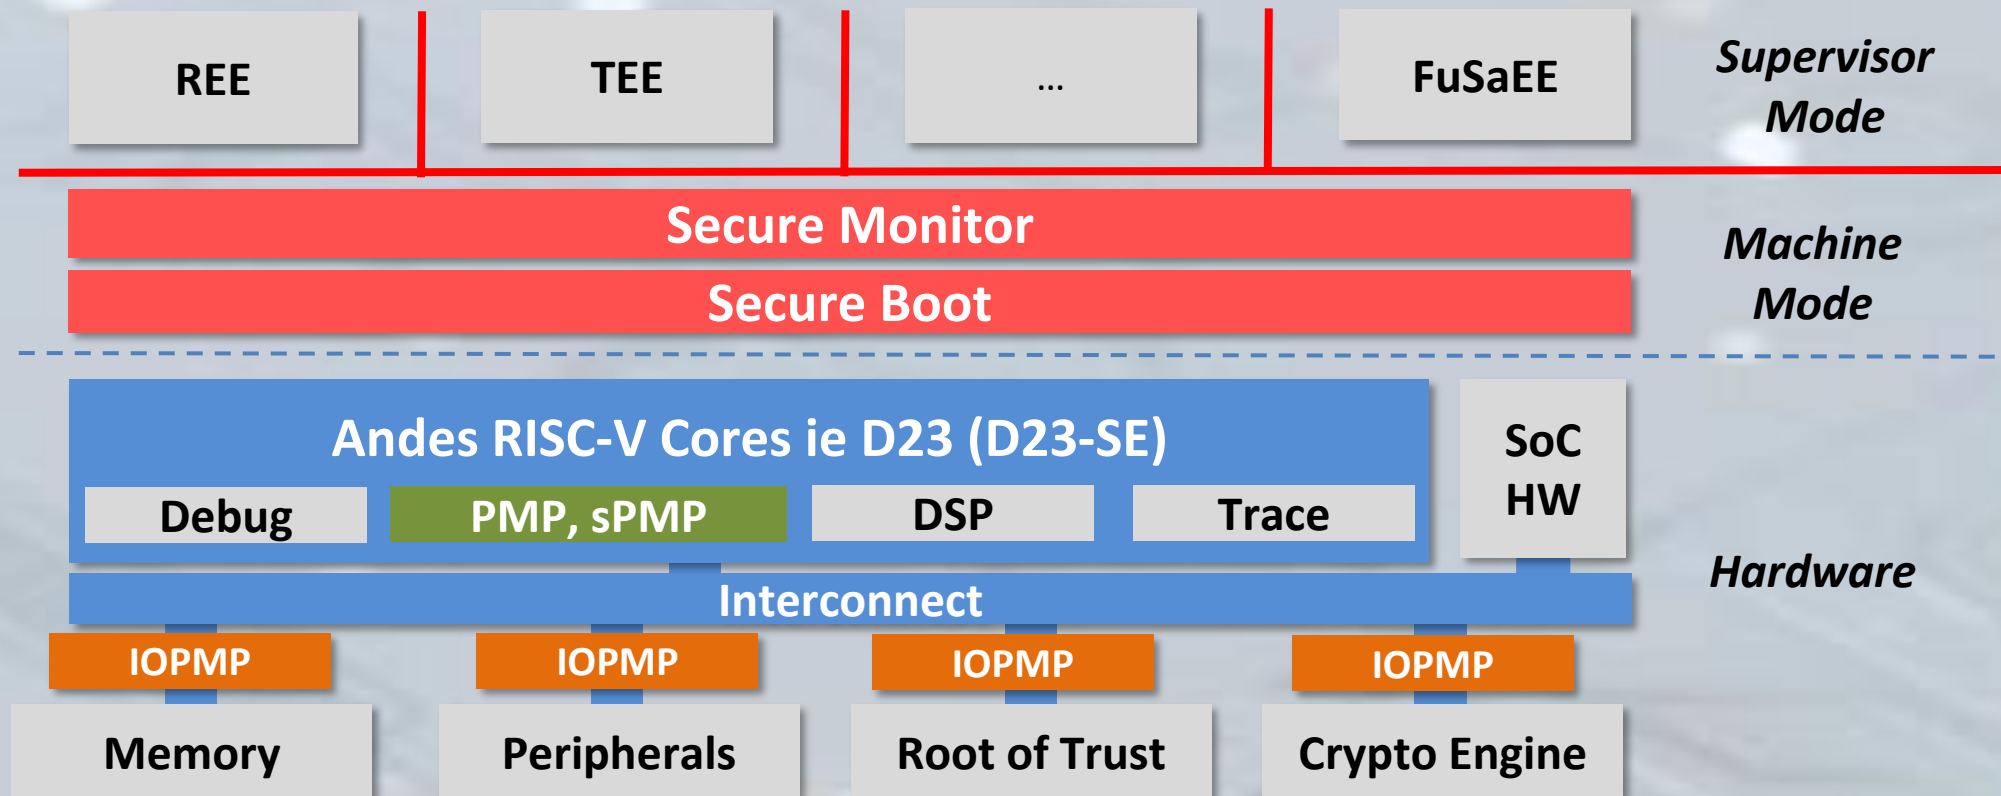 REE
TEE
...
FuSaEE
Supervisor
Mode
Secure Monitor
Secure Boot
Machine
Mode
Andes RISC-V Cores ie D23 (D23-SE)
Debug
PMP, sPMP
DSP
Trace
SoC
HW
Hardware
Interconnect
IOPMP
IOPMP
IOPMP
IOPMP
Memory
Peripherals
Root of Trust
Crypto Engine